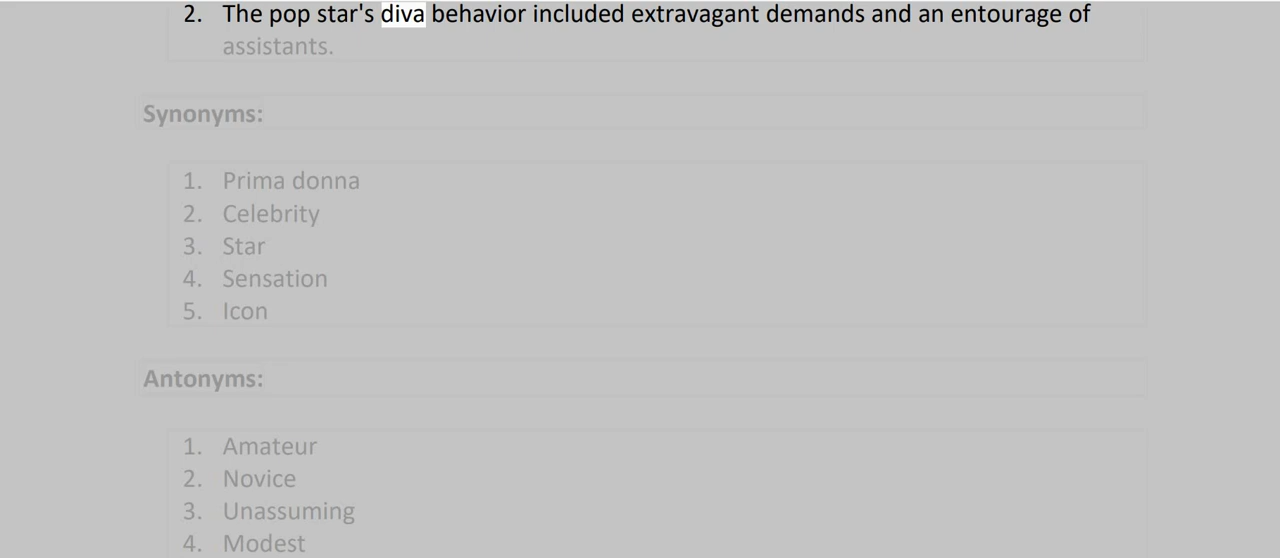 2. The pop star's diva behavior included extravagant demands and an entourage of
assistants.
Synonyms:
1. Prima donna
2. Celebrity
3. Star
4. Sensation
5. Icon
Antonyms:
1. Amateur
2. Novice
3. Unassuming
4. Modest